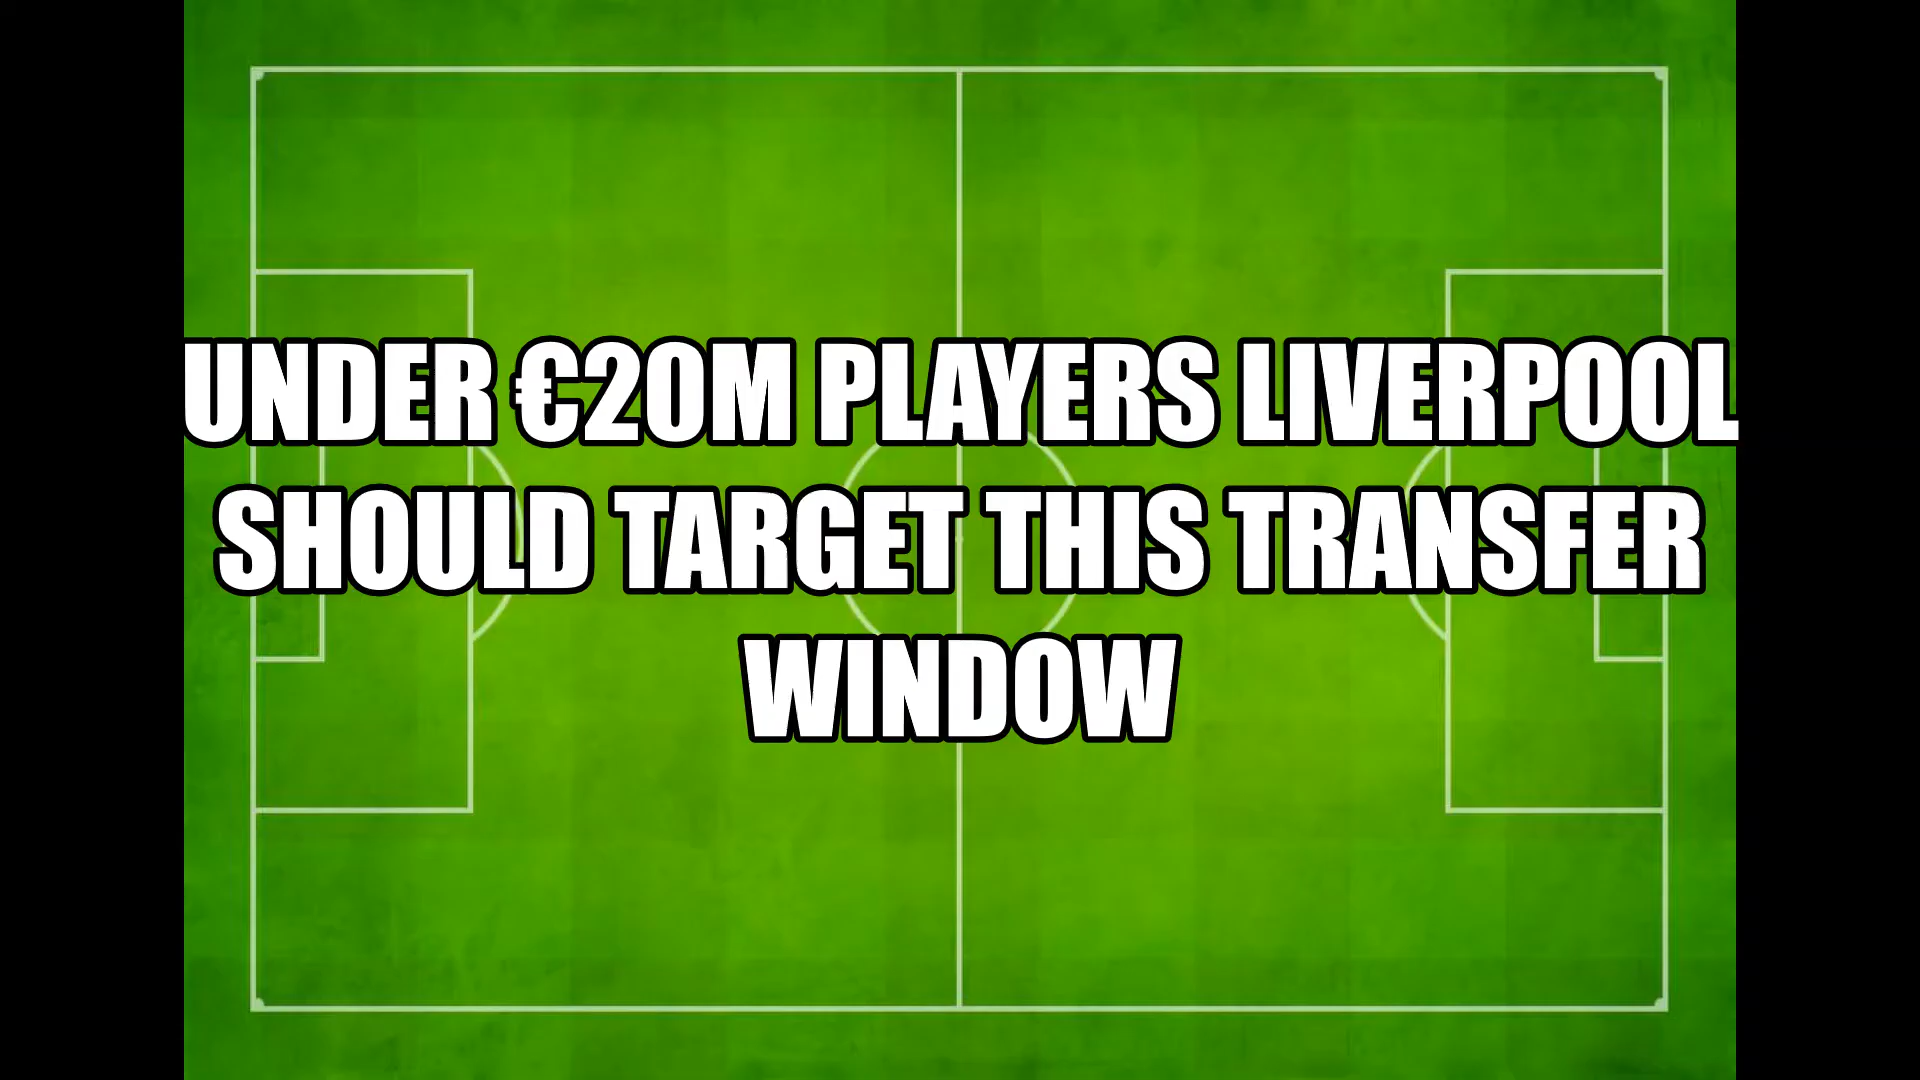 UNDER €20M PLAYERS LIVERPOOL
SHOULD TARGET THIS TRANSFER
WINDOW